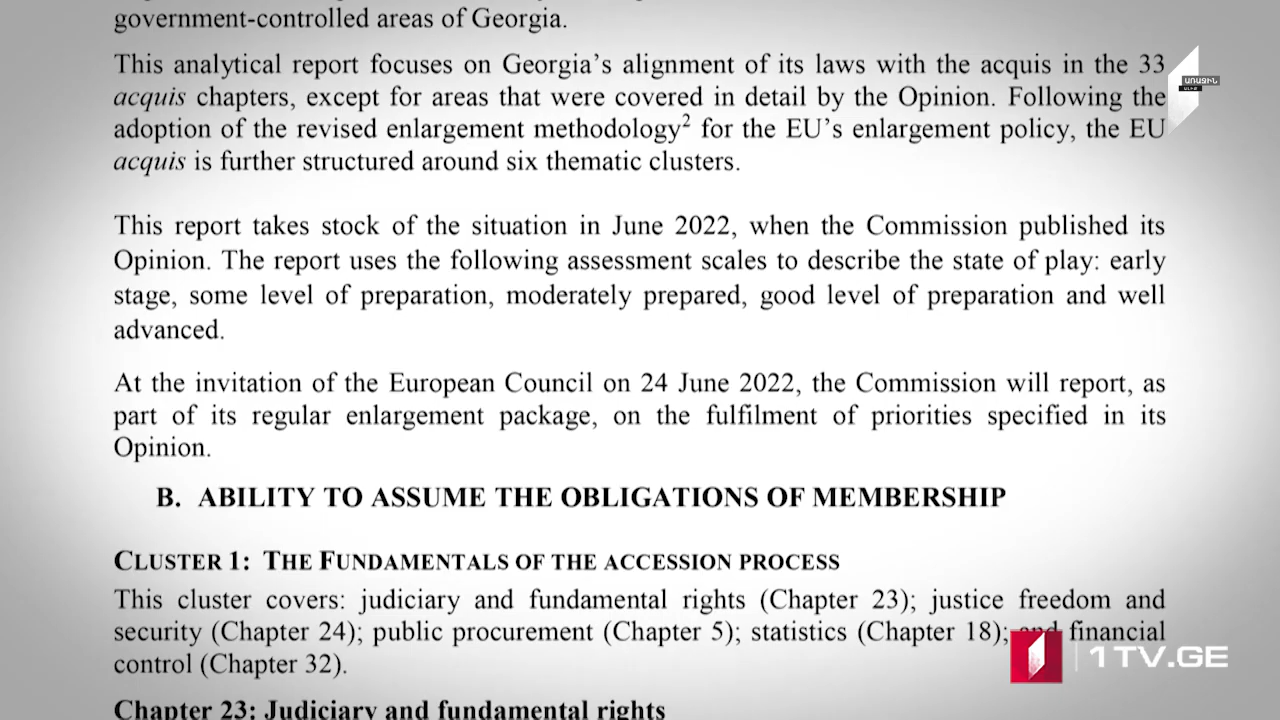 government-controlled areas of Georgia.
This analytical report focuses on Georgia's alignment of its laws with the acquis in the 33
acquis chapters, except for areas that were covered in detail by the Opinion. Following the
adoption of the revised enlargement methodology² for the EU's enlargement policy, the EU
acquis is further structured around six thematic clusters.
This report takes stock of the situation in June 2022, when the Commission published its
Opinion. The report uses the following assessment scales to describe the state of play: early
stage, some level of preparation, moderately prepared, good level of preparation and well
advanced.
At the invitation of the European Council on 24 June 2022, the Commission will report, as
part of its regular enlargement package, on the fulfilment of priorities specified in its
Opinion.
B. ABILITY TO ASSUME THE OBLIGATIONS OF MEMBERSHIP
CLUSTER 1: THE FUNDAMENTALS OF THE ACCESSION PROCESS
This cluster covers: judiciary and fundamental rights (Chapter 23); justice freedom and
security (Chapter 24); public procurement (Chapter 5); statistics (Chapter 18); and financial
control (Chapter 32).
Chapter 23: Judiciary and fundamental rights
ԱՌԱՋԻՆ
ԱԼԻՔ
1TV.GE